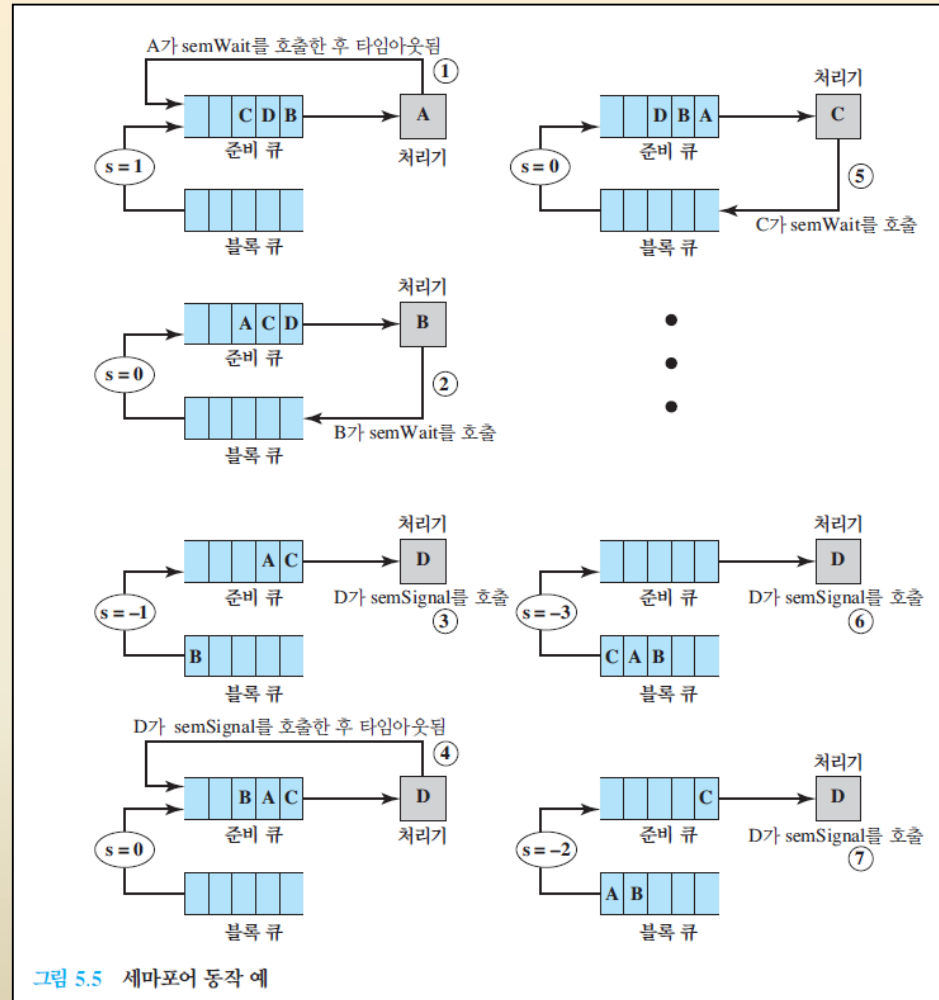 A가 semWait를 호출한 후 타임아웃됨
①
C D B
A
준비 큐
처리기
s = 1
블록 큐
처리기
A C D
B
준비 큐
s = 0
②
B가 semWait를 호출
블록 큐
처리기
A C
D
준비 큐
D가 semSignal를 호출
s = –1
③
B
블록 큐
D가 semSignal를 호출한 후 타임아웃됨
④
B A C
D
준비 큐
처리기
s = 0
블록 큐
처리기
D B A
C
준비 큐
s = 0
⑤
C가 semWait를 호출
블록 큐
처리기
D
준비 큐
D가 semSignal를 호출
s = –3
⑥
C A B
블록 큐
처리기
C
D
준비 큐
D가 semSignal를 호출
s = –2
⑦
A B
블록 큐
그림 5.5 세마포어 동작 예